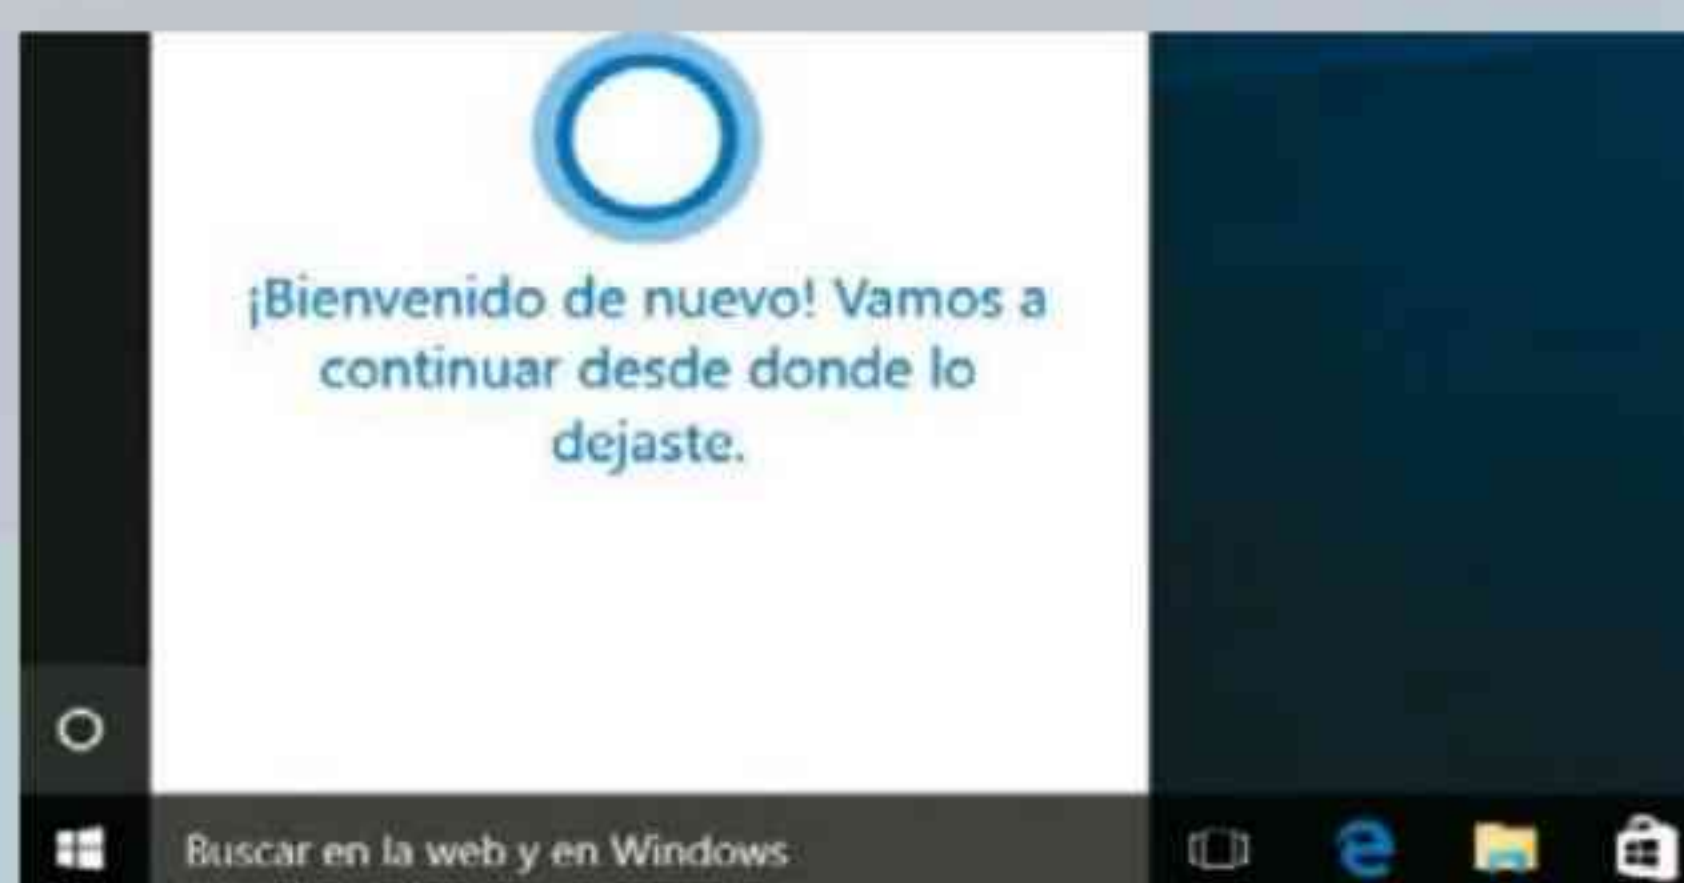 ¡Bienvenido de nuevo! Vamos a
continuar desde donde lo
dejaste.
Buscar en la web y en Windows